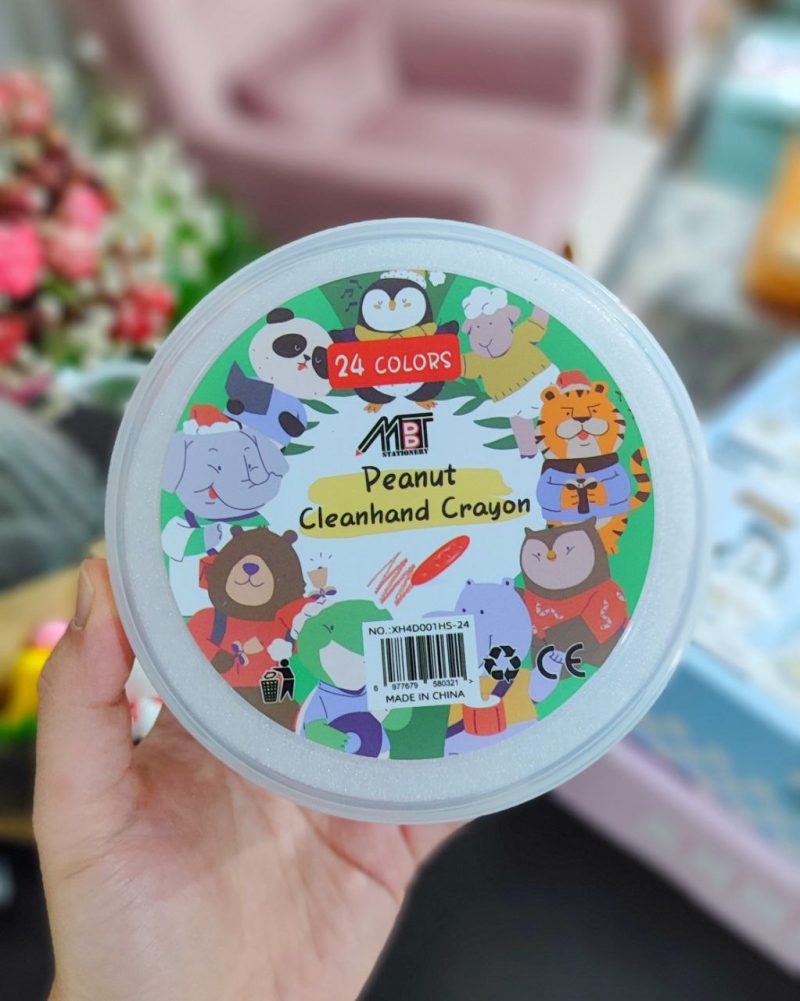 24 COLORS
MBT
STATIONERY
Peanut
Cleanhand Crayon
NO.:XH4D001HS-24
6 977679 580321 >
MADE IN CHINA
CE